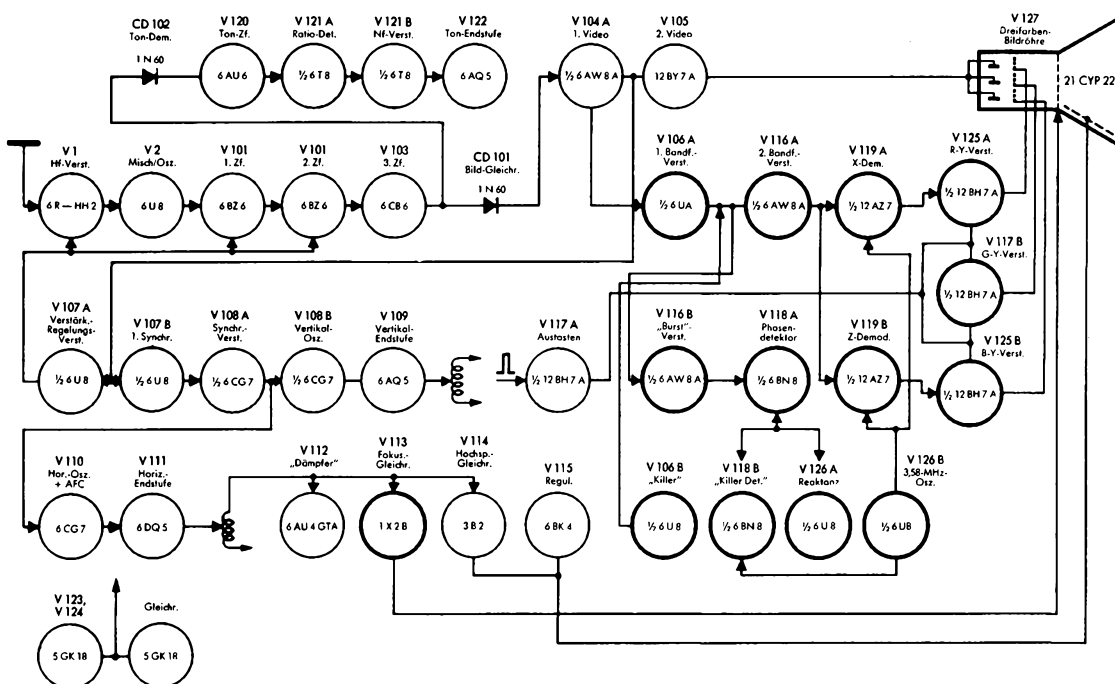 CD 102
Ton-Dem.
1 N 60
V 120
Ton-Zf.
6 AU 6
V 121 A
Ratio-Det.
½ 6 T 8
V 121 B
Nf-Verst.
½ 6 T 8
V 122
Ton-Endstufe
6 AQ 5
V 104 A
1. Video
½ 6 AW 8 A
V 105
2. Video
12 BY 7 A
V 127
Dreifarben-
Bildröhre
21 CYP 22
V 1
Hf-Verst.
6 R — HH 2
V 2
Misch/Osz.
6 U 8
V 101
1. Zf.
6 BZ 6
V 101
2. Zf.
6 BZ 6
V 103
3. Zf.
6 CB 6
CD 101
Bild-Gleichr.
1 N 60
V 106 A
1. Bandf.-
Verst.
½ 6 UA
V 116 A
2. Bandf.-
Verst.
½ 6 AW 8 A
V 119 A
X-Dem.
½ 12 AZ 7
V 125 A
R-Y-Verst.
½ 12 BH 7 A
V 117 B
G-Y-Verst.
½ 12 BH 7 A
V 107 A
Verstärk.-
Regelungs-
Verst.
½ 6 U 8
V 107 B
1. Synchr.
½ 6 U 8
V 108 A
Synchr.-
Verst.
½ 6 CG 7
V 108 B
Vertikal-
Osz.
½ 6 CG 7
V 109
Vertikal-
Endstufe
6 AQ 5
V 117 A
Austasten
½ 12 BH 7 A
V 116 B
„Burst"-
Verst.
½ 6 AW 8 A
V 118 A
Phasen-
detektor
½ 6 BN 8
V 119 B
Z-Demod.
½ 12 AZ 7
V 125 B
B-Y-Verst.
½ 12 BH 7 A
V 110
Hor.-Osz.
+ AFC
6 CG 7
V 111
Horiz.-
Endstufe
6 DQ 5
V 112
„Dämpfer"
6 AU 4 GTA
V 113
Fokus.-
Gleichr.
1 X 2 B
V 114
Hochsp.-
Gleichr.
3 B 2
V 115
Regul.
6 BK 4
V 106 B
„Killer"
½ 6 U 8
V 118 B
„Killer Det."
½ 6 BN 8
V 126 A
Reaktanz
½ 6 U 8
V 126 B
3,58-MHz-
Osz.
½ 6 UB
V 123,
V 124
5 GK 18
Gleichr.
5 GK 18